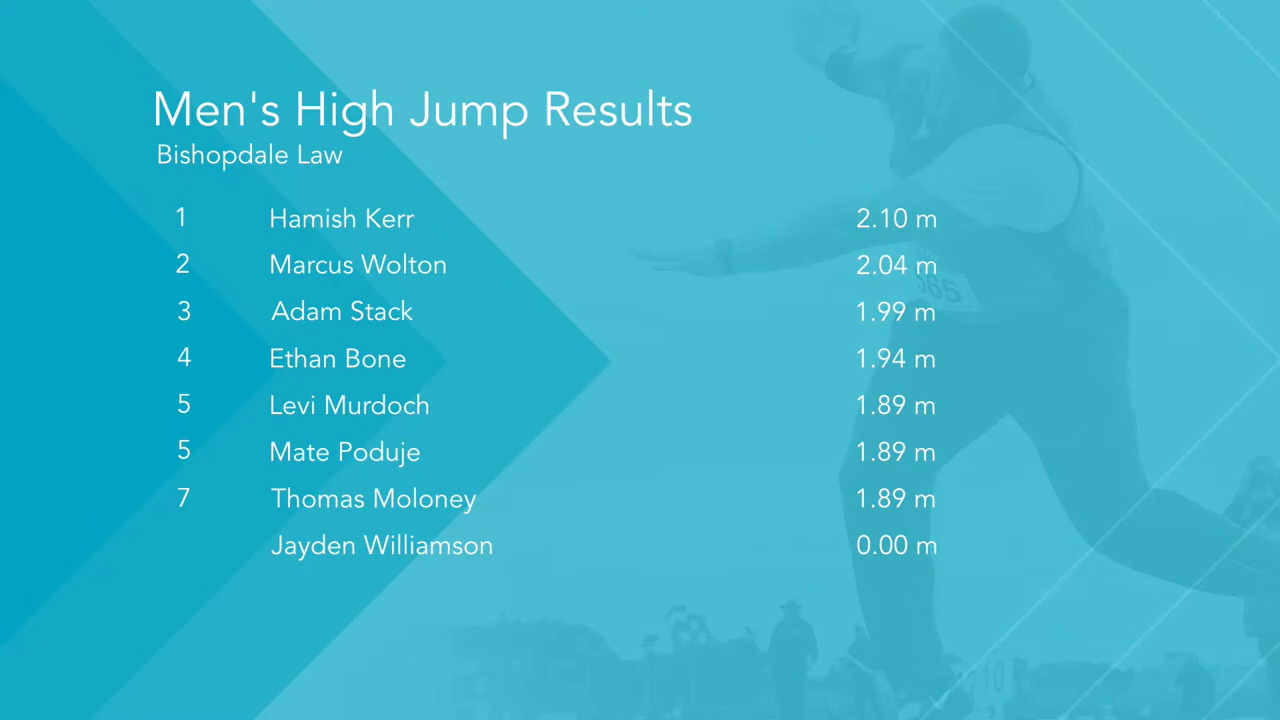 Men's High Jump Results
Bishopdale Law
1 Hamish Kerr 2.10 m
2 Marcus Wolton 2.04 m
3 Adam Stack 1.99 m
4 Ethan Bone 1.94 m
5 Levi Murdoch 1.89 m
5 Mate Poduje 1.89 m
7 Thomas Moloney 1.89 m
Jayden Williamson 0.00 m